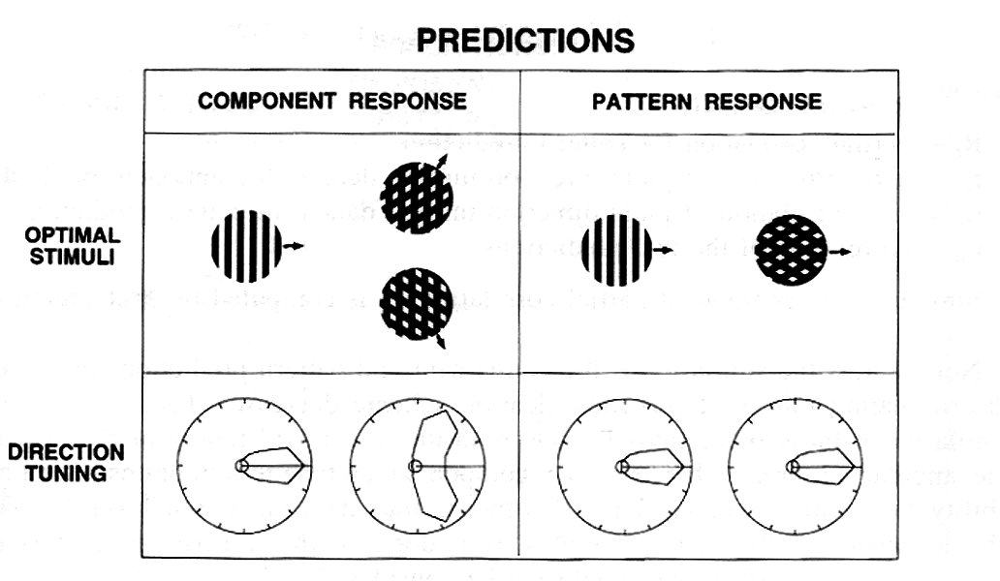 PREDICTIONS
COMPONENT RESPONSE
PATTERN RESPONSE
OPTIMAL
STIMULI
DIRECTION
TUNING